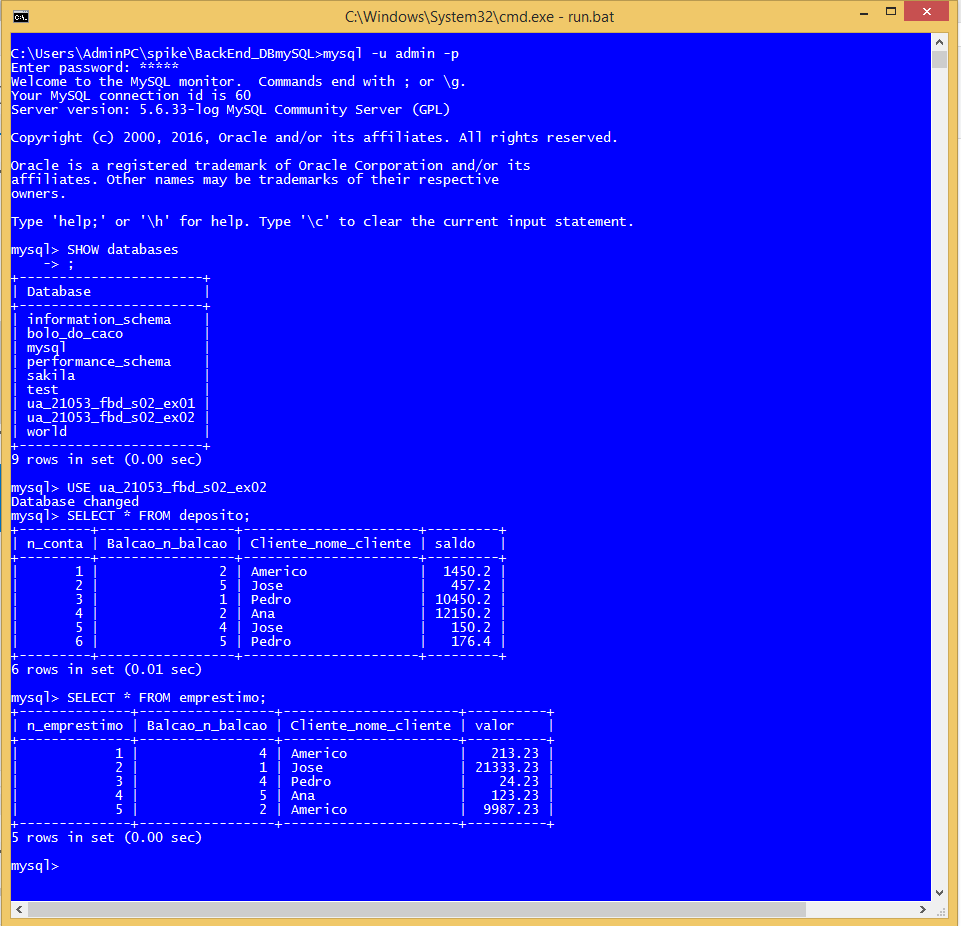 C:\Windows\System32\cmd.exe - run.bat
C:\Users\AdminPC\spike\BackEnd_DBmySQL>mysql -u admin -p
Enter password: *****
Welcome to the MySQL monitor.  Commands end with ; or \g.
Your MySQL connection id is 60
Server version: 5.6.33-log MySQL Community Server (GPL)

Copyright (c) 2000, 2016, Oracle and/or its affiliates. All rights reserved.

Oracle is a registered trademark of Oracle Corporation and/or its
affiliates. Other names may be trademarks of their respective
owners.

Type 'help;' or '\h' for help. Type '\c' to clear the current input statement.

mysql> SHOW databases
    -> ;
+-----------------------+
| Database              |
+-----------------------+
| information_schema    |
| bolo_do_caco          |
| mysql                 |
| performance_schema    |
| sakila                |
| test                  |
| ua_21053_fbd_s02_ex01 |
| ua_21053_fbd_s02_ex02 |
| world                 |
+-----------------------+
9 rows in set (0.00 sec)

mysql> USE ua_21053_fbd_s02_ex02
Database changed
mysql> SELECT * FROM deposito;
+---------+-----------------+----------------------+---------+
| n_conta | Balcao_n_balcao | Cliente_nome_cliente | saldo   |
+---------+-----------------+----------------------+---------+
|       1 |               2 | Americo              |  1450.2 |
|       2 |               5 | Jose                 |   457.2 |
|       3 |               1 | Pedro                | 10450.2 |
|       4 |               2 | Ana                  | 12150.2 |
|       5 |               4 | Jose                 |   150.2 |
|       6 |               5 | Pedro                |   176.4 |
+---------+-----------------+----------------------+---------+
6 rows in set (0.01 sec)

mysql> SELECT * FROM emprestimo;
+--------------+-----------------+----------------------+----------+
| n_emprestimo | Balcao_n_balcao | Cliente_nome_cliente | valor    |
+--------------+-----------------+----------------------+----------+
|            1 |               4 | Americo              |   213.23 |
|            2 |               1 | Jose                 | 21333.23 |
|            3 |               4 | Pedro                |    24.23 |
|            4 |               5 | Ana                  |   123.23 |
|            5 |               2 | Americo              |  9987.23 |
+--------------+-----------------+----------------------+----------+
5 rows in set (0.00 sec)

mysql>